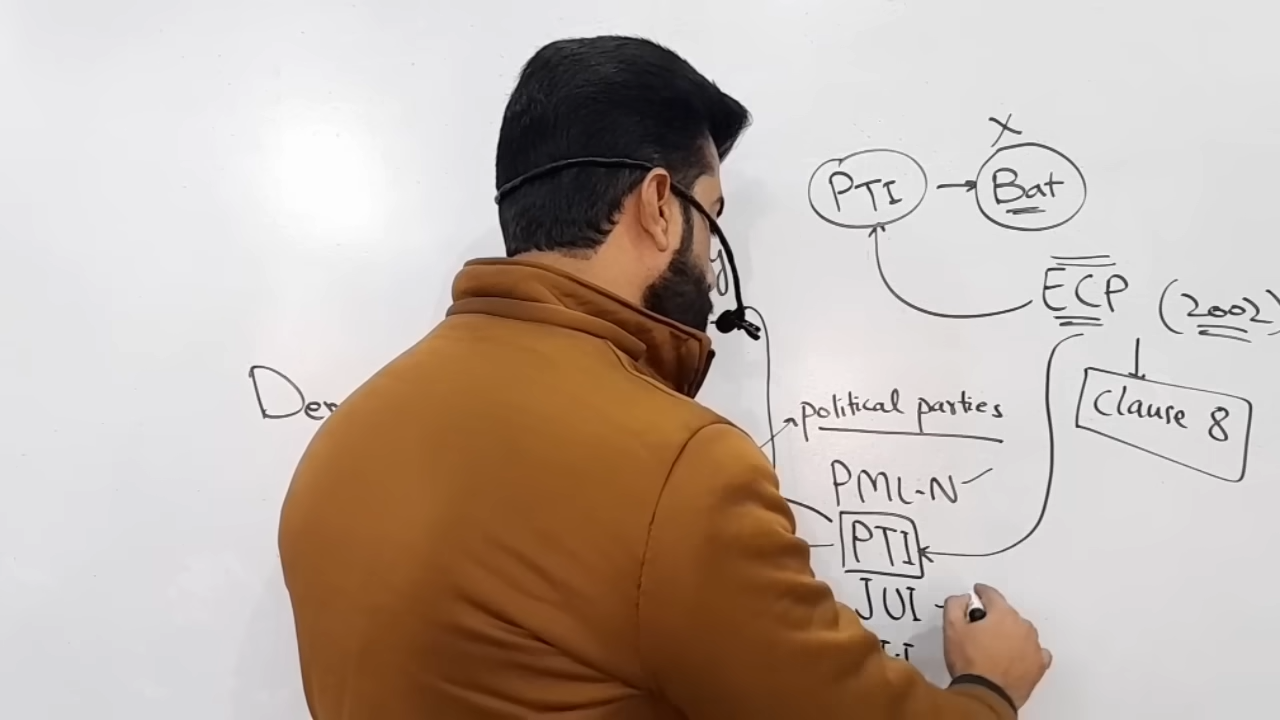 PTI → Bat
ECP (2002)
Clause 8
political parties
PML-N
PTI
JUI